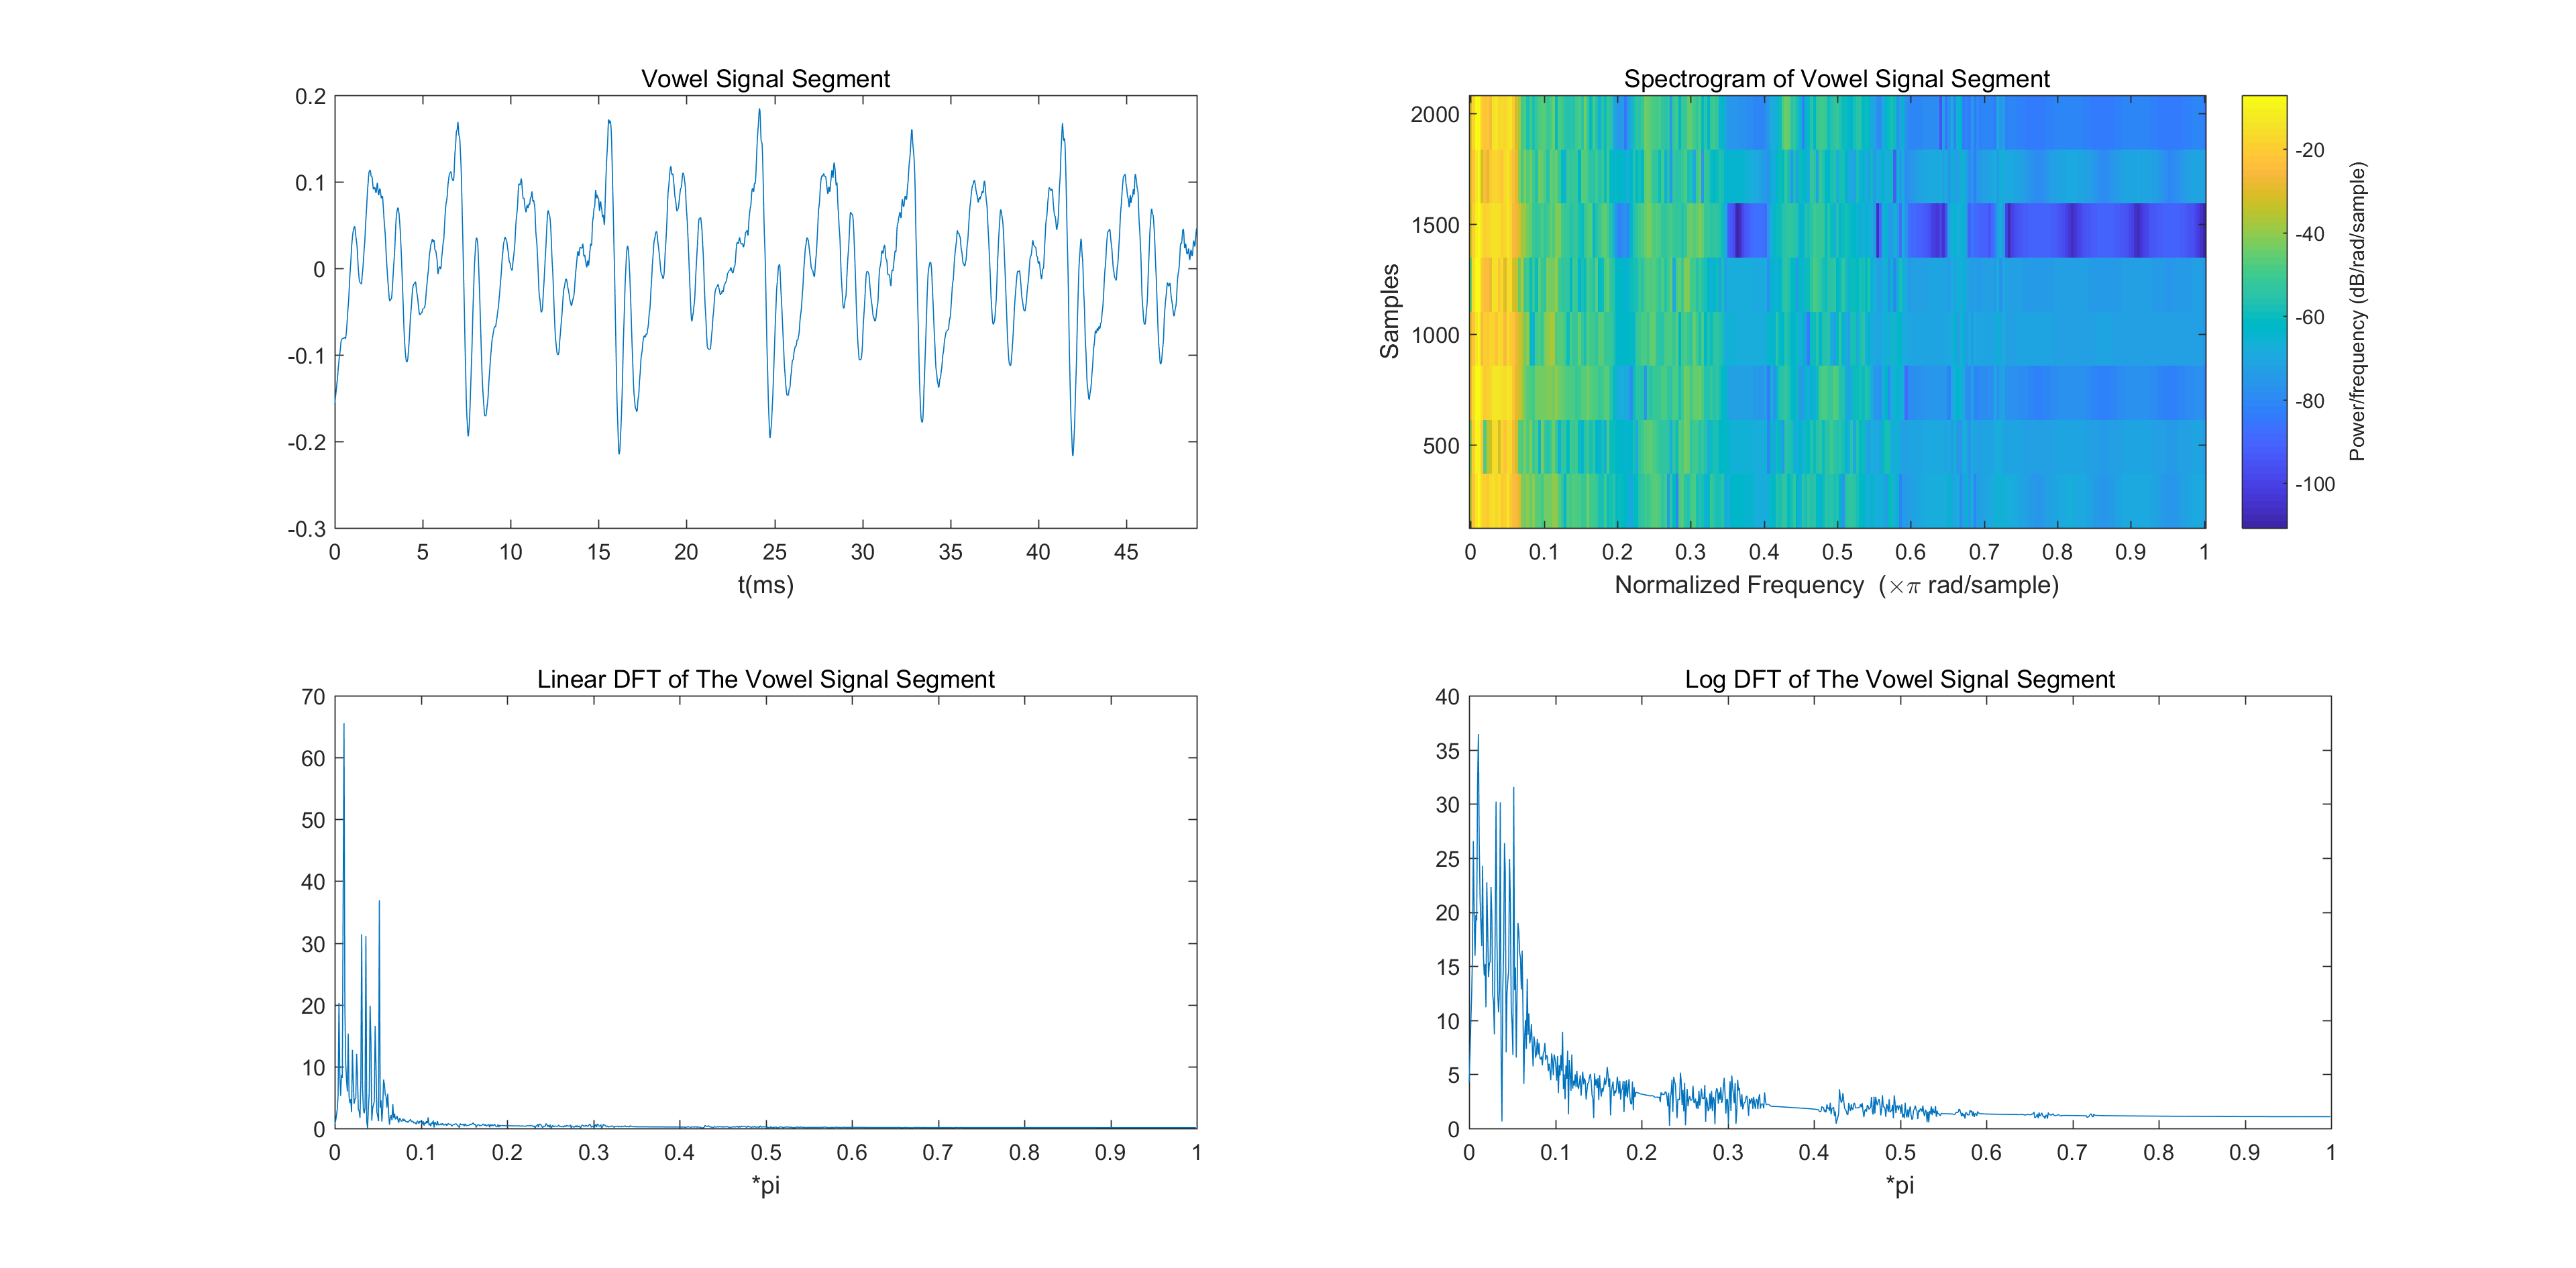 Vowel Signal Segment
0.2
0.1
0
-0.1
-0.2
-0.3
0 5 10 15 20 25 30 35 40 45
t(ms)
Spectrogram of Vowel Signal Segment
2000
1500
1000
500
Samples
0 0.1 0.2 0.3 0.4 0.5 0.6 0.7 0.8 0.9 1
Normalized Frequency (×π rad/sample)
-20
-40
-60
-80
-100
Power/frequency (dB/rad/sample)
Linear DFT of The Vowel Signal Segment
70
60
50
40
30
20
10
0
0 0.1 0.2 0.3 0.4 0.5 0.6 0.7 0.8 0.9 1
*pi
Log DFT of The Vowel Signal Segment
40
35
30
25
20
15
10
5
0
0 0.1 0.2 0.3 0.4 0.5 0.6 0.7 0.8 0.9 1
*pi